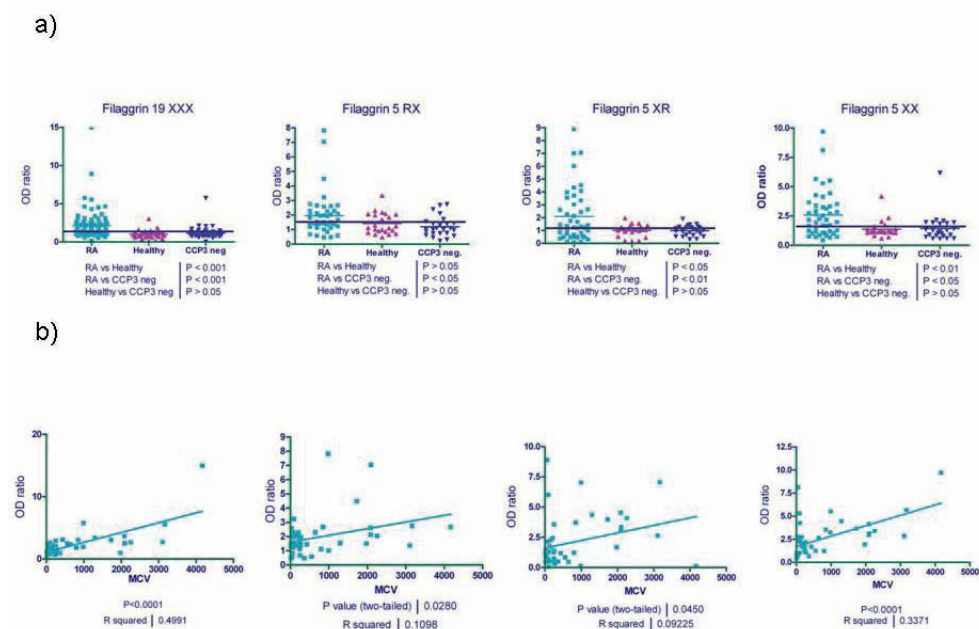 a)
Filaggrin 19 XXX
Filaggrin 5 RX
Filaggrin 5 XR
Filaggrin 5 XX
OD ratio
15
10
5
0
RA Healthy CCP3 neg.
OD ratio
8
7
6
5
4
3
2
1
0
RA Healthy CCP3 neg.
OD ratio
9
8
7
6
5
4
3
2
1
0
RA Healthy CCP3 neg.
OD ratio
10.0
7.5
5.0
2.5
0.0
RA Healthy CCP3 neg.
RA vs Healthy P < 0.001
RA vs CCP3 neg P < 0.001
Healthy vs CCP3 neg P > 0.05
RA vs Healthy P > 0.05
RA vs CCP3 neg. P < 0.05
Healthy vs CCP3 neg. P > 0.05
RA vs Healthy P < 0.05
RA vs CCP3 neg. P < 0.01
Healthy vs CCP3 neg. P > 0.05
RA vs Healthy P < 0.01
RA vs CCP3 neg. P < 0.05
Healthy vs CCP3 neg. P > 0.05
b)
OD ratio
20
10
0
0 1000 2000 3000 4000 5000
MCV
P<0.0001
R squared 0.4991
OD ratio
9
8
7
6
5
4
3
2
1
0
0 1000 2000 3000 4000 5000
MCV
P value (two-tailed) 0.0280
R squared 0.1098
OD ratio
10.0
7.5
5.0
2.5
0.0
0 1000 2000 3000 4000 5000
MCV
P value (two-tailed) 0.0450
R squared 0.09225
OD ratio
12.5
10.0
7.5
5.0
2.5
0.0
0 1000 2000 3000 4000 5000
MCV
P<0.0001
R squared 0.3371